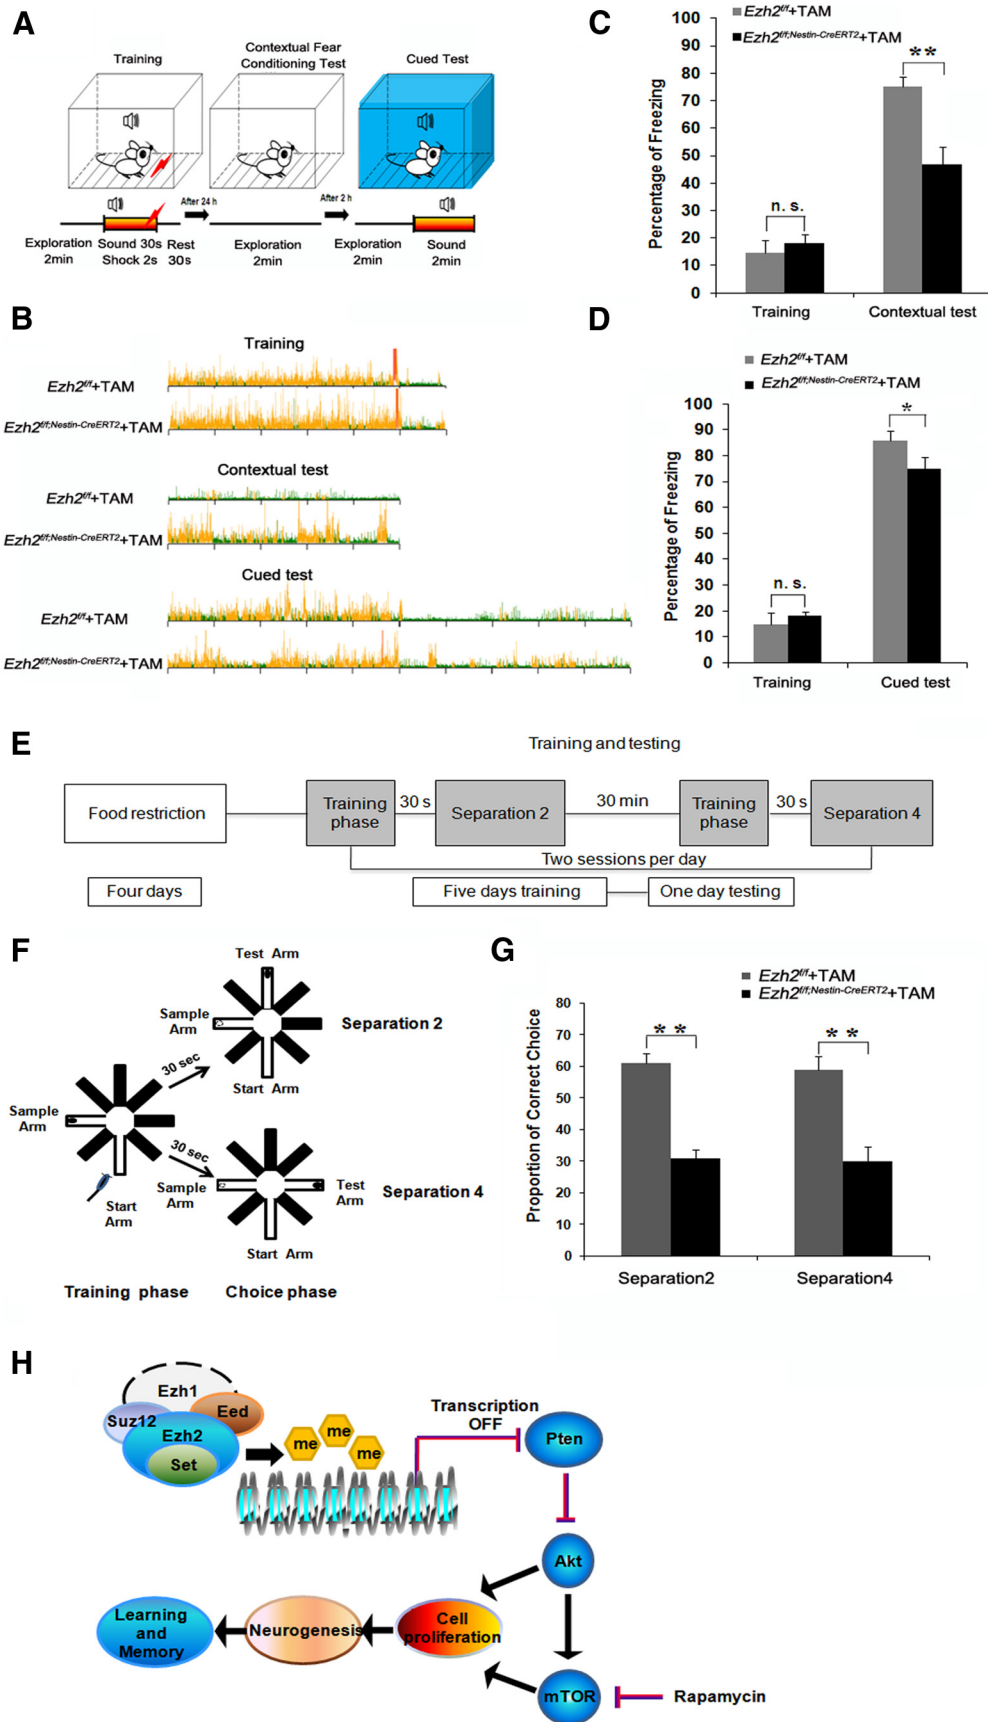 A
Training
Contextual Fear
Conditioning Test
Cued Test
After 24 h
After 2 h
Exploration
2min
Sound 30s
Shock 2s
Rest
30s
Exploration
2min
Exploration
2min
Sound
2min
B
Training
Ezh2f/f+TAM
Ezh2f/f;Nestin-CreERT2+TAM
Contextual test
Ezh2f/f+TAM
Ezh2f/f;Nestin-CreERT2+TAM
Cued test
Ezh2f/f+TAM
Ezh2f/f;Nestin-CreERT2+TAM
C
Ezh2f/f+TAM
Ezh2f/f;Nestin-CreERT2+TAM
Percentage of Freezing
100
90
80
70
60
50
40
30
20
10
0
n. s.
**
Training
Contextual test
D
Ezh2f/f+TAM
Ezh2f/f;Nestin-CreERT2+TAM
Percentage of Freezing
100
90
80
70
60
50
40
30
20
10
0
n. s.
*
Training
Cued test
E
Training and testing
Food restriction
Training
phase
30 s
Separation 2
30 min
Training
phase
30 s
Separation 4
Two sessions per day
Four days
Five days training
One day testing
F
Test Arm
Sample
Arm
Separation 2
30 sec
Start Arm
Sample
Arm
30 sec
Start
Arm
Sample
Arm
Test
Arm
Separation 4
Start Arm
Training phase
Choice phase
G
Ezh2f/f+TAM
Ezh2f/f;Nestin-CreERT2+TAM
Proportion of Correct Choice
80
70
60
50
40
30
20
10
0
* *
* *
Separation2
Separation4
H
Ezh1
Suz12
Eed
Ezh2
Set
me
me
me
Transcription
OFF
Pten
Akt
Learning
and
Memory
Neurogenesis
Cell
proliferation
mTOR
Rapamycin